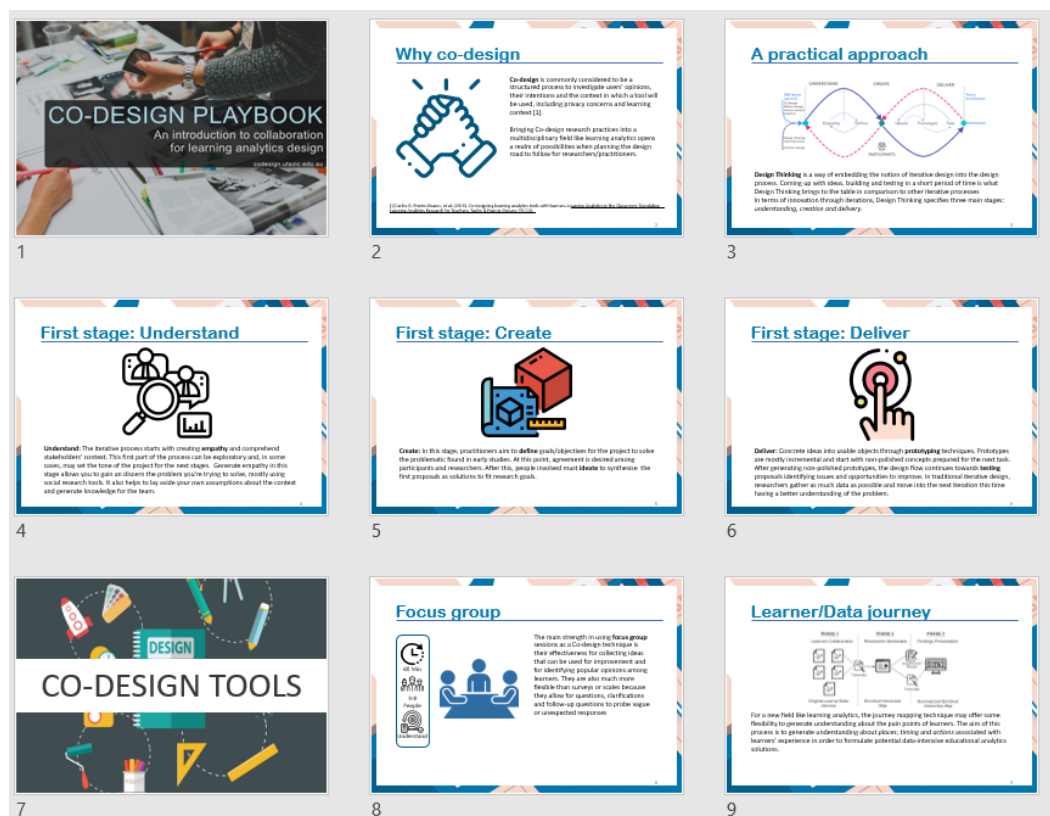 CO-DESIGN PLAYBOOK
An introduction to collaboration
for learning analytics design
codesign.utscic.edu.au
1
Why co-design
Co-design is commonly considered to be a
structured process to investigate users' opinions,
their intentions and the context in which a tool will
be used, including privacy concerns and learning
context [1].
Bringing Co-design research practices into a
multidisciplinary field like learning analytics opens
a realm of possibilities when planning the design
road to follow for researchers/practitioners.
2
A practical approach
UNDERSTAND
CREATE
DELIVER
Empathy
Define
Ideate
Prototype
Test
PARTICIPANTS
Design Thinking is a way of embedding the notion of iterative design into the design
process. Coming up with ideas, building and testing in a short period of time is what
Design Thinking brings to the table in comparison to other iterative processes
In terms of innovation through iterations, Design Thinking specifies three main stages:
understanding, creation and delivery.
3
First stage: Understand
Understand: The iterative process starts with creating empathy and comprehend
stakeholders' context. This first part of the process can be exploratory and, in some
cases, may set the tone of the project for the next stages. Generate empathy in this
stage allows you to gain an discern the problem you're trying to solve, mostly using
social research tools. It also helps to lay aside your own assumptions about the context
and generate knowledge for the team.
4
First stage: Create
Create: In this stage, practitioners aim to define goals/objectives for the project to solve
the problematic found in early studies. At this point, agreement is desired among
participants and researchers. After this, people involved must ideate to synthesise the
first proposals as solutions to fit research goals.
5
First stage: Deliver
Deliver: Concrete ideas into usable objects through prototyping techniques. Prototypes
are mostly incremental and start with non-polished concepts prepared for the next task.
After generating non-polished prototypes, the design flow continues towards testing
proposals identifying issues and opportunities to improve. In traditional iterative design,
researchers gather as much data as possible and move into the next iteration this time
having a better understanding of the problem.
6
DESIGN
CO-DESIGN TOOLS
PAINT
7
Focus group
60 Min
5-8
People
Understand
The main strength in using focus group
sessions as a Co-design technique is
their effectiveness for collecting ideas
that can be used for improvement and
for identifying popular opinions among
learners. They are also much more
flexible than surveys or scales because
they allow for questions, clarifications
and follow-up questions to probe vague
or unexpected responses
8
Learner/Data journey
PHASE 1
PHASE 2
PHASE 3
For a new field like learning analytics, the journey mapping technique may offer some
flexibility to generate understanding about the pain points of learners. The aim of this
process is to generate understanding about places, timing and actions associated with
learners' experience in order to formulate potential data-intensive educational analytics
solutions.
9